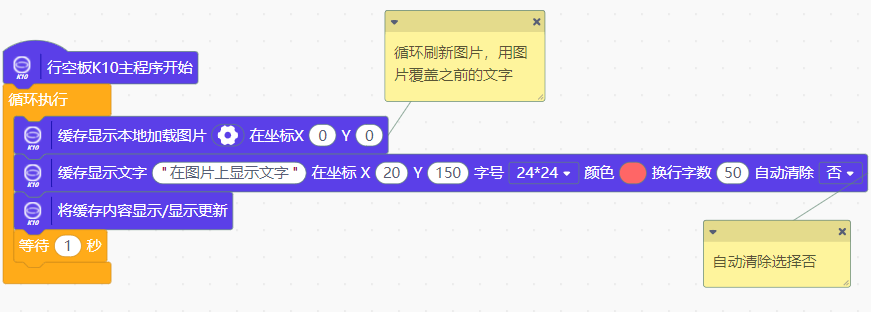 循环刷新图片，用图
片覆盖之前的文字
K10 行空板K10主程序开始
循环执行
K10 缓存显示本地加载图片 在坐标X 0 Y 0
K10 缓存显示文字 "在图片上显示文字" 在坐标 X 20 Y 150 字号 24*24 颜色 换行字数 50 自动清除 否
K10 将缓存内容显示/显示更新
等待 1 秒
自动清除选择否